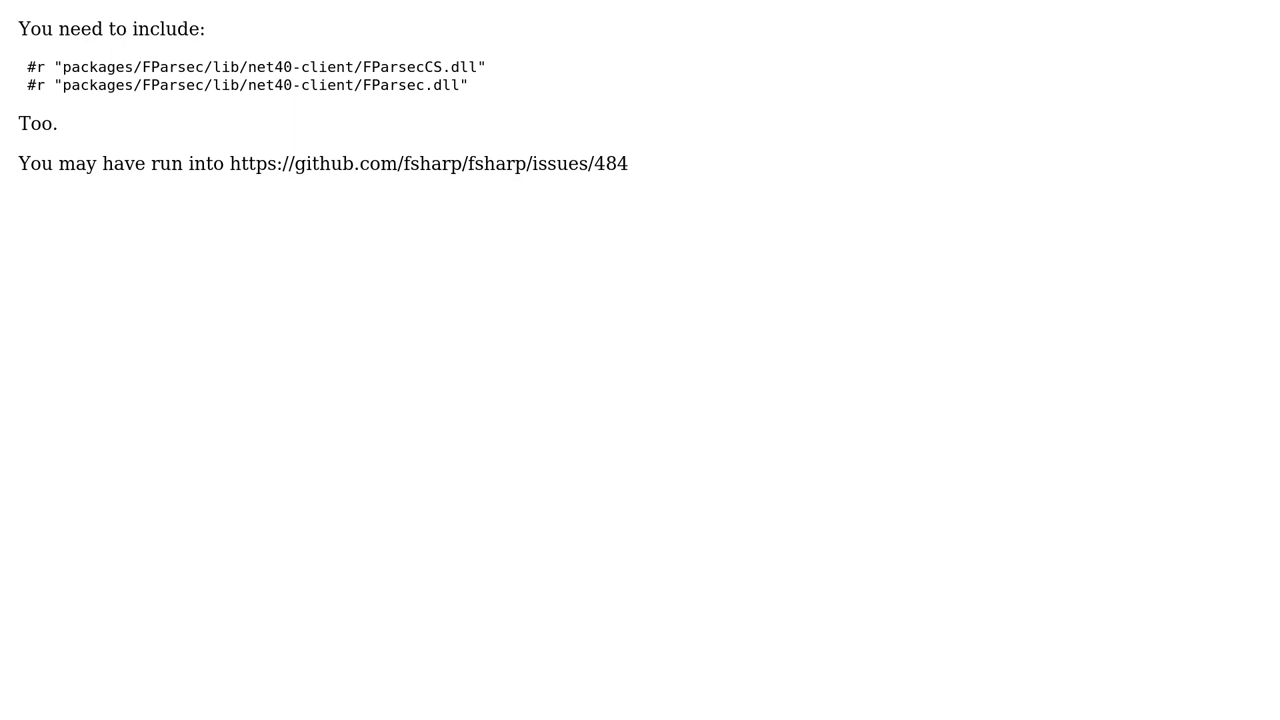 You need to include:
#r "packages/FParsec/lib/net40-client/FParsecCS.dll"
#r "packages/FParsec/lib/net40-client/FParsec.dll"
Too.
You may have run into https://github.com/fsharp/fsharp/issues/484